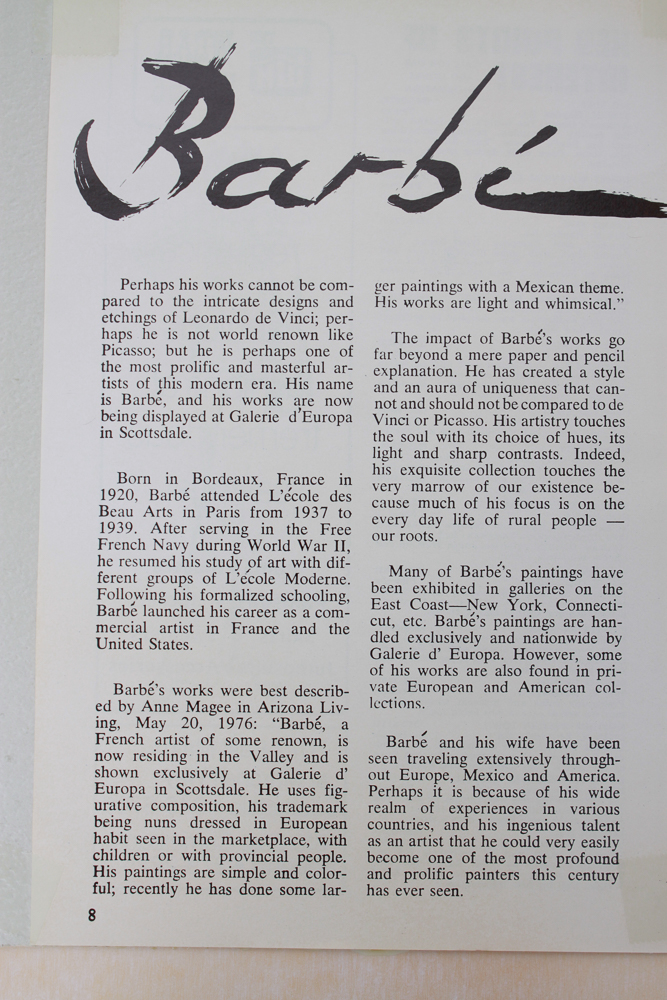 Barbé
Perhaps his works cannot be com-
pared to the intricate designs and
etchings of Leonardo de Vinci; per-
haps he is not world renown like
Picasso; but he is perhaps one of
the most prolific and masterful ar-
tists of this modern era. His name
is Barbé, and his works are now
being displayed at Galerie d'Europa
in Scottsdale.
Born in Bordeaux, France in
1920, Barbé attended L'école des
Beau Arts in Paris from 1937 to
1939. After serving in the Free
French Navy during World War II,
he resumed his study of art with dif-
ferent groups of L'école Moderne.
Following his formalized schooling,
Barbé launched his career as a com-
mercial artist in France and the
United States.
Barbé's works were best describ-
ed by Anne Magee in Arizona Liv-
ing, May 20, 1976: "Barbé, a
French artist of some renown, is
now residing in the Valley and is
shown exclusively at Galerie d'
Europa in Scottsdale. He uses fig-
urative composition, his trademark
being nuns dressed in European
habit seen in the marketplace, with
children or with provincial people.
His paintings are simple and color-
ful; recently he has done some lar-
ger paintings with a Mexican theme.
His works are light and whimsical."
The impact of Barbé's works go
far beyond a mere paper and pencil
explanation. He has created a style
and an aura of uniqueness that can-
not and should not be compared to de
Vinci or Picasso. His artistry touches
the soul with its choice of hues, its
light and sharp contrasts. Indeed,
his exquisite collection touches the
very marrow of our existence be-
cause much of his focus is on the
every day life of rural people —
our roots.
Many of Barbé's paintings have
been exhibited in galleries on the
East Coast—New York, Connecti-
cut, etc. Barbé's paintings are han-
dled exclusively and nationwide by
Galerie d' Europa. However, some
of his works are also found in pri-
vate European and American col-
lections.
Barbé and his wife have been
seen traveling extensively through-
out Europe, Mexico and America.
Perhaps it is because of his wide
realm of experiences in various
countries, and his ingenious talent
as an artist that he could very easily
become one of the most profound
and prolific painters this century
has ever seen.
8